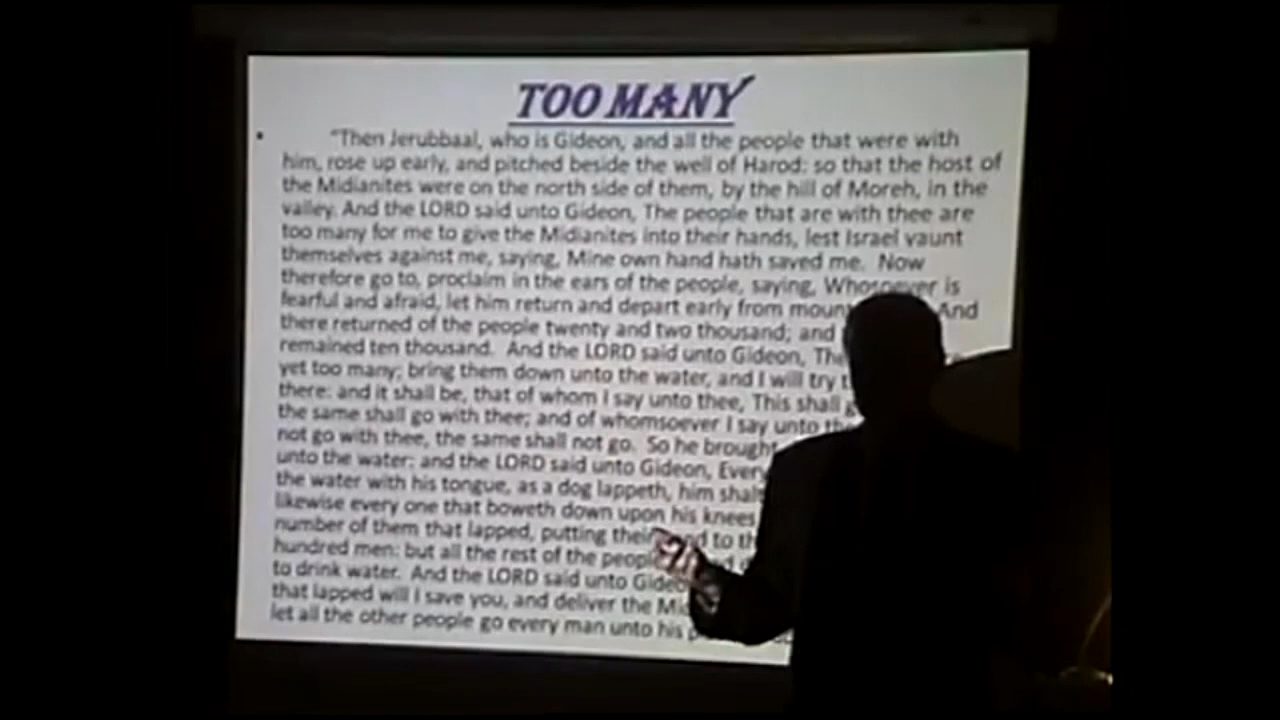 TOO MANY
• "Then Jerubbaal, who is Gideon, and all the people that were with
him, rose up early, and pitched beside the well of Harod: so that the host of
the Midianites were on the north side of them, by the hill of Moreh, in the
valley. And the LORD said unto Gideon, The people that are with thee are
too many for me to give the Midianites into their hands, lest Israel vaunt
themselves against me, saying, Mine own hand hath saved me. Now
therefore go to, proclaim in the ears of the people, saying, Whosoever is
fearful and afraid, let him return and depart early from moun And
there returned of the people twenty and two thousand; and
remained ten thousand. And the LORD said unto Gideon, The
yet too many; bring them down unto the water, and I will try t
there: and it shall be, that of whom I say unto thee, This shall g
the same shall go with thee; and of whomsoever I say unto the
not go with thee, the same shall not go. So he brought
unto the water: and the LORD said unto Gideon, Every
the water with his tongue, as a dog lappeth, him shal
likewise every one that boweth down upon his knees
number of them that lapped, putting their to th
hundred men: but all the rest of the peopl
to drink water. And the LORD said unto Gideo
that lapped will I save you, and deliver the Mid
let all the other people go every man unto his p